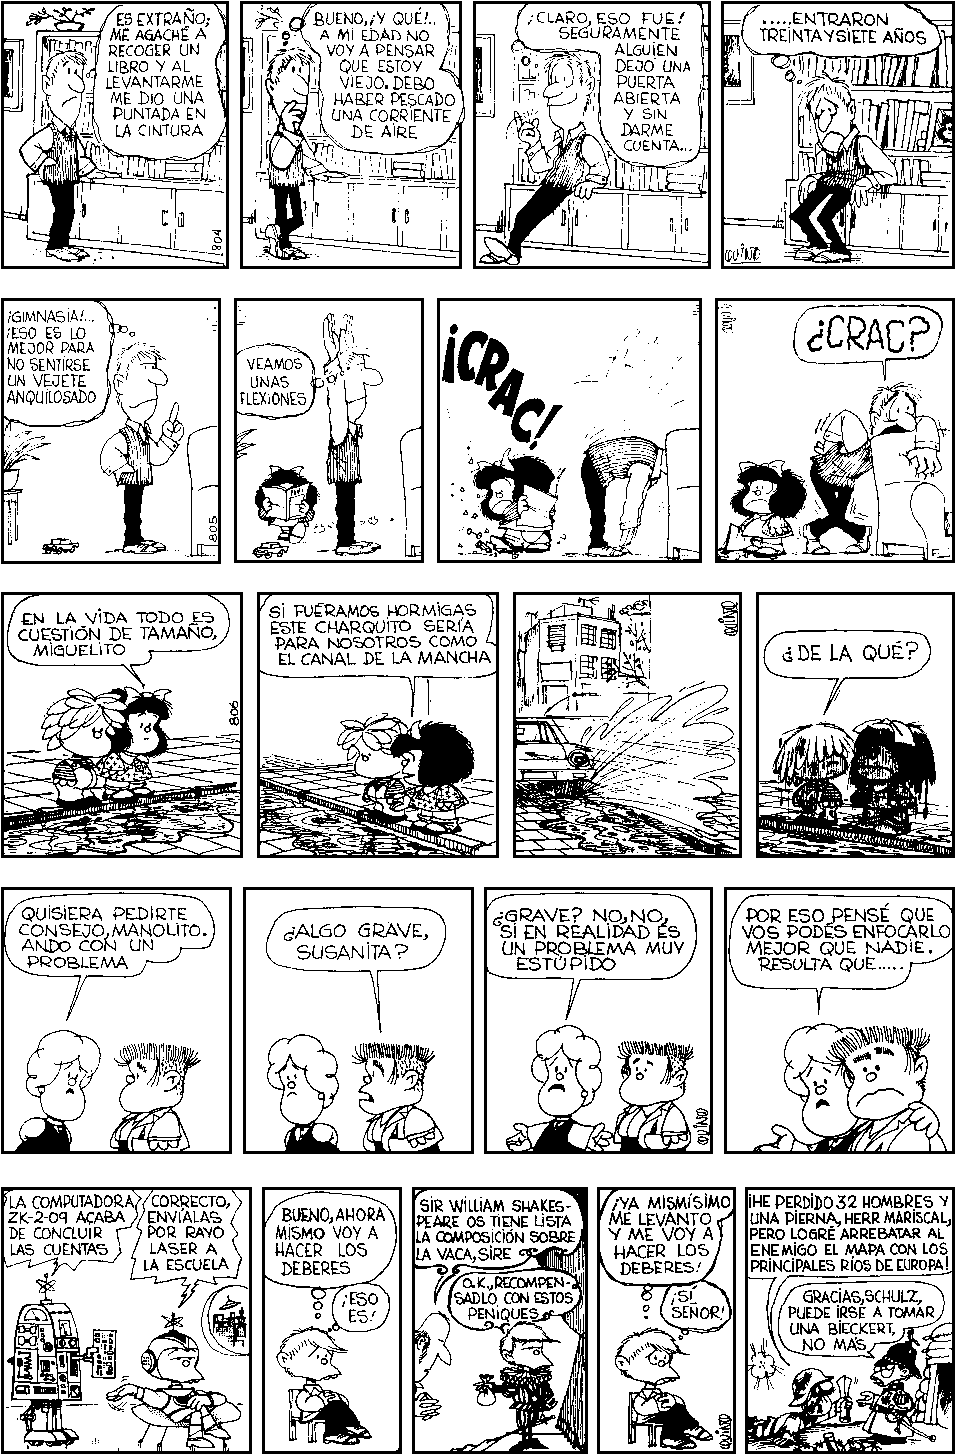 ES EXTRAÑO;
ME AGACHÉ A
RECOGER UN
LIBRO Y AL
LEVANTARME
ME DIO UNA
PUNTADA EN
LA CINTURA
804
BUENO, ¡Y QUÉ!..
A MI EDAD NO
VOY A PENSAR
QUE ESTOY
VIEJO. DEBO
HABER PESCADO
UNA CORRIENTE
DE AIRE
¡CLARO, ESO FUE!
SEGURAMENTE
ALGUIEN
DEJO UNA
PUERTA
ABIERTA
Y SIN
DARME
CUENTA...
.....ENTRARON
TREINTA Y SIETE AÑOS
QUINO
¡GIMNASIA!...
¡ESO ES LO
MEJOR PARA
NO SENTIRSE
UN VEJETE
ANQUILOSADO
805
VEAMOS
UNAS
FLEXIONES
¡CRAC!
¿CRAC?
QUINO
EN LA VIDA TODO ES
CUESTIÓN DE TAMAÑO,
MIGUELITO
806
SI FUÉRAMOS HORMIGAS
ESTE CHARQUITO SERÍA
PARA NOSOTROS COMO
EL CANAL DE LA MANCHA
QUINO
¿DE LA QUÉ?
QUISIERA PEDIRTE
CONSEJO, MANOLITO.
ANDO CON UN
PROBLEMA
¿ALGO GRAVE,
SUSANITA?
¿GRAVE? NO, NO,
SI EN REALIDAD ES
UN PROBLEMA MUY
ESTÚPIDO
QUINO
POR ESO PENSÉ QUE
VOS PODÉS ENFOCARLO
MEJOR QUE NADIE.
RESULTA QUE.....
LA COMPUTADORA
ZK-2-09 ACABA
DE CONCLUIR
LAS CUENTAS
CORRECTO,
ENVÍALAS
POR RAYO
LASER A
LA ESCUELA
BUENO, AHORA
MISMO VOY A
HACER LOS
DEBERES
¡ESO
ES!
SIR WILLIAM SHAKES-
PEARE OS TIENE LISTA
LA COMPOSICIÓN SOBRE
LA VACA, SIRE
O.K., RECOMPEN-
SADLO CON ESTOS
PENIQUES
¡YA MISMÍSIMO
ME LEVANTO
Y ME VOY A
HACER LOS
DEBERES!
¡SÍ,
SEÑOR!
QUINO
¡HE PERDIDO 32 HOMBRES Y
UNA PIERNA, HERR MARISCAL,
PERO LOGRÉ ARREBATAR AL
ENEMIGO EL MAPA CON LOS
PRINCIPALES RÍOS DE EUROPA!
GRACIAS, SCHULZ,
PUEDE IRSE A TOMAR
UNA BIECKERT,
NO MÁS